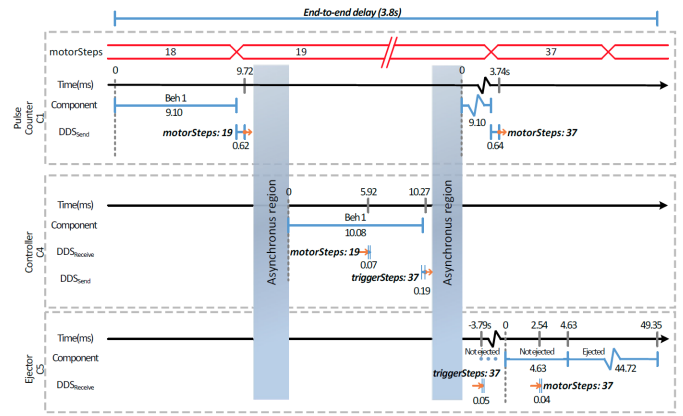 End-to-end delay (3.8s)
motorSteps 18 19 37
Pulse Counter C1
Time(ms) 0 9.72 0 3.74s
Component Beh 1 9.10 9.10
DDSSend motorSteps: 19 0.62 0.64 motorSteps: 37
Asynchronus region
Asynchronus region
Controller C4
Time(ms) 0 5.92 10.27
Component Beh 1 10.08
DDSReceive motorSteps: 19 0.07
DDSSend triggerSteps: 37 0.19
Ejector C5
Time(ms) -3.79s 0 2.54 4.63 49.35
Component Not ejected Not ejected Ejected 4.63 44.72
DDSReceive triggerSteps: 37 0.05 motorSteps: 37 0.04